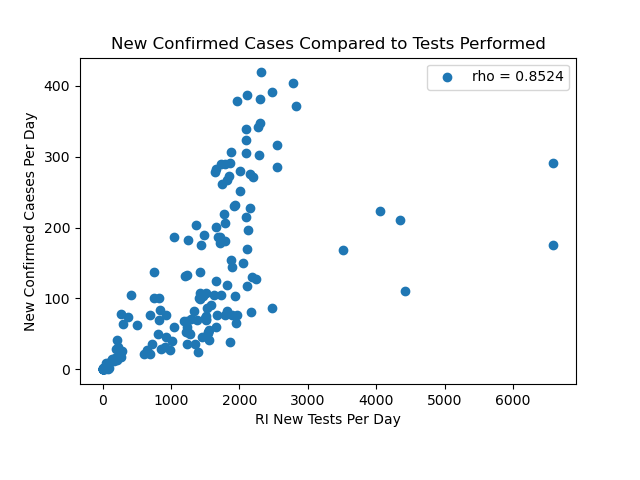 New Confirmed Cases Compared to Tests Performed
rho = 0.8524
New Confirmed Caeses Per Day
400
300
200
100
0
0 1000 2000 3000 4000 5000 6000
RI New Tests Per Day